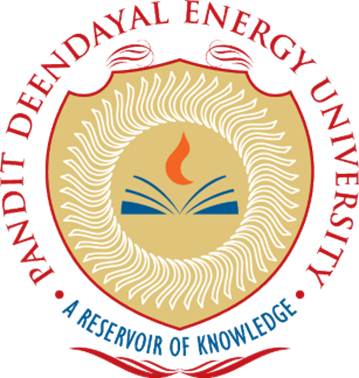 PANDIT DEENDAYAL ENERGY UNIVERSITY
A RESERVOIR OF KNOWLEDGE